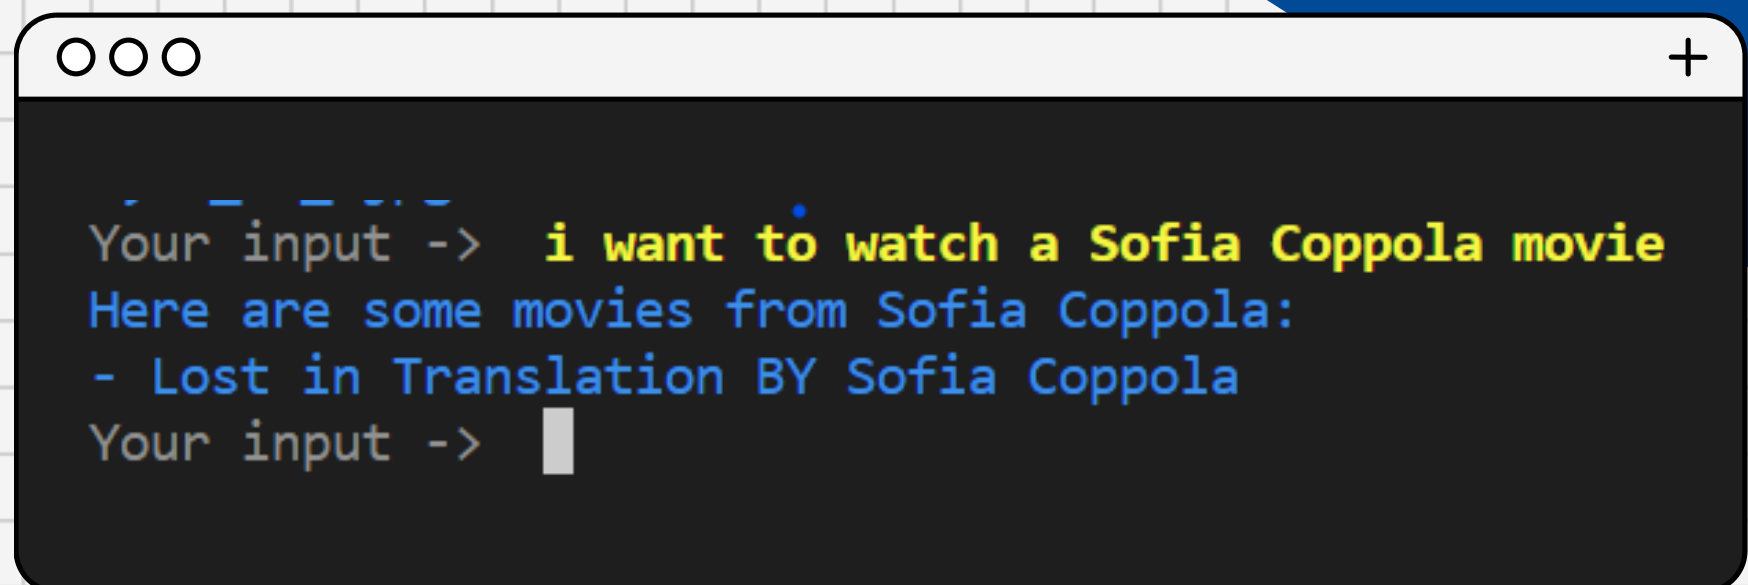 Your input -> i want to watch a Sofia Coppola movie
Here are some movies from Sofia Coppola:
- Lost in Translation BY Sofia Coppola
Your input ->